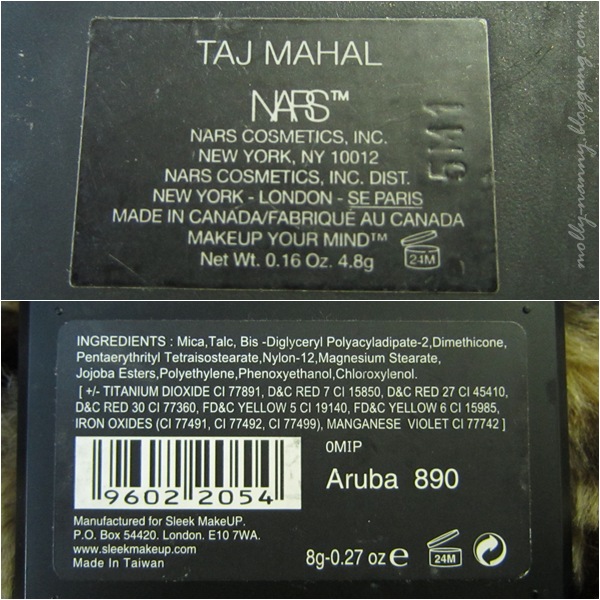 TAJ MAHAL
NARS™
NARS COSMETICS, INC.
NEW YORK, NY 10012
NARS COSMETICS, INC. DIST.
NEW YORK - LONDON - SE PARIS
MADE IN CANADA/FABRIQUÉ AU CANADA
MAKEUP YOUR MIND™
Net Wt. 0.16 Oz. 4.8g
24M
5M1
molly-nanny.bloggang.com
INGREDIENTS : Mica,Talc, Bis -Diglyceryl Polyacyladipate-2,Dimethicone,
Pentaerythrityl Tetraisostearate,Nylon-12,Magnesium Stearate,
Jojoba Esters,Polyethylene,Phenoxyethanol,Chloroxylenol.
[ +/- TITANIUM DIOXIDE CI 77891, D&C RED 7 CI 15850, D&C RED 27 CI 45410,
D&C RED 30 CI 77360, FD&C YELLOW 5 CI 19140, FD&C YELLOW 6 CI 15985,
IRON OXIDES (CI 77491, CI 77492, CI 77499), MANGANESE VIOLET CI 77742 ]
0MIP
96022054
Aruba 890
Manufactured for Sleek MakeUP.
P.O. Box 54420. London. E10 7WA.
www.sleekmakeup.com
Made In Taiwan
8g-0.27 oz e
24M